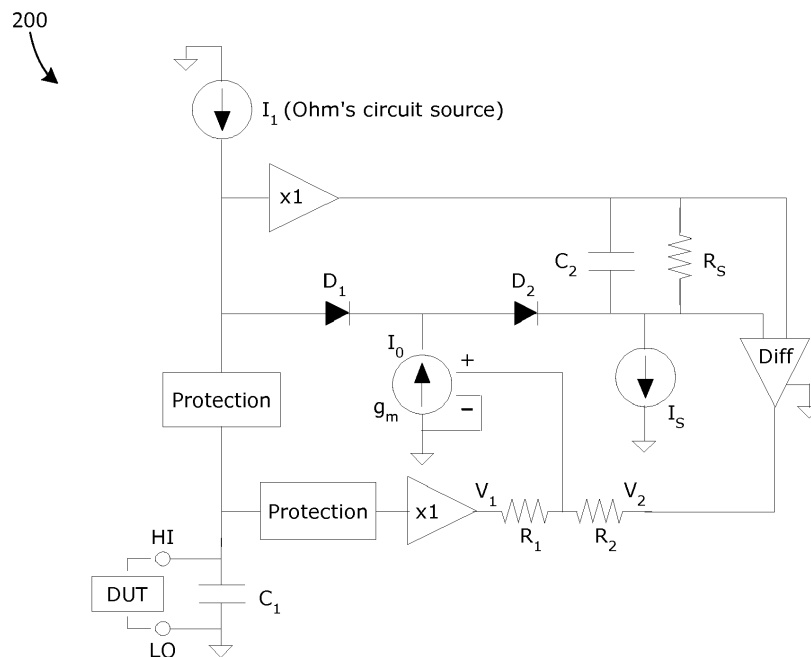 200
I1 (Ohm's circuit source)
x1
C2
RS
D1
D2
I0
+
Diff
Protection
gm
−
IS
Protection
x1
V1
V2
R1
R2
HI
DUT
C1
LO